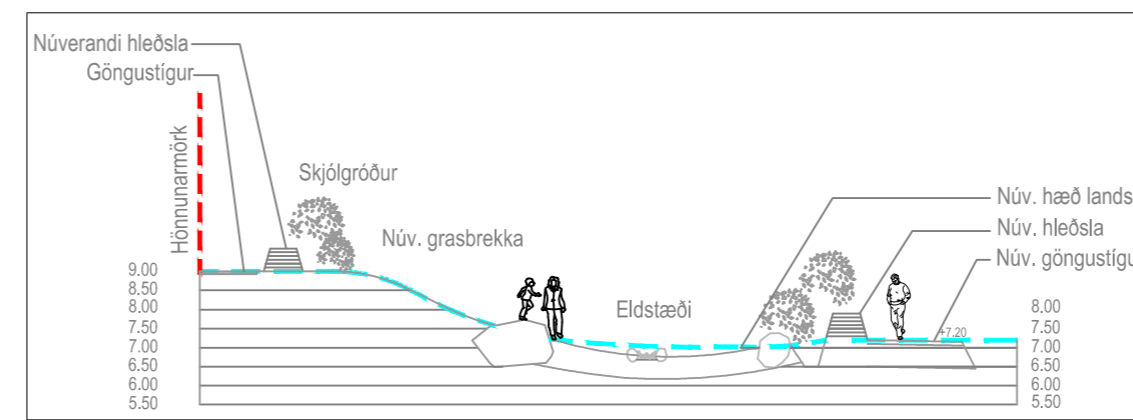 Núverandi hleðsla
Göngustígur
Hönnunarmörk
Skjólgróður
Núv. grasbrekka
Eldstæði
Núv. hæð lands
Núv. hleðsla
Núv. göngustígu
+7.20
9.00
8.50
8.00
7.50
7.00
6.50
6.00
5.50
8.00
7.50
7.00
6.50
6.00
5.50